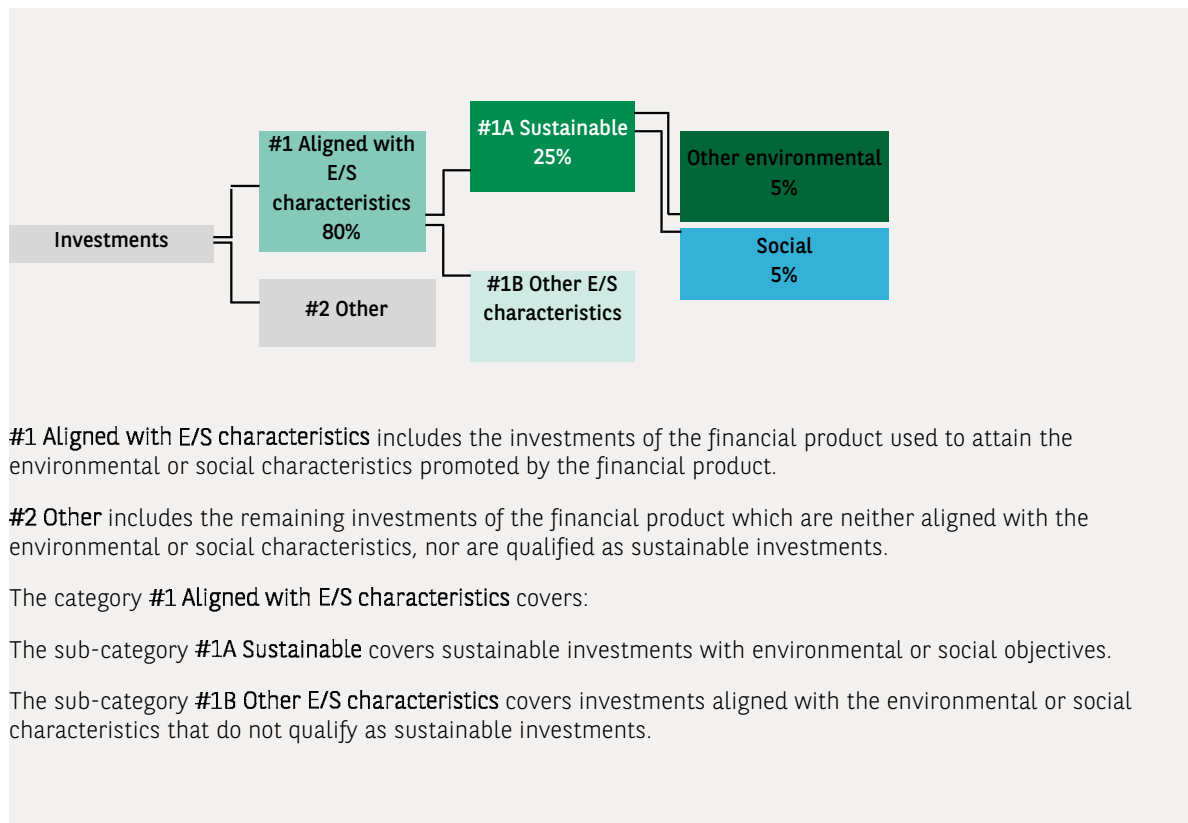 Investments
#1 Aligned with
E/S
characteristics
80%
#2 Other
#1A Sustainable
25%
#1B Other E/S
characteristics
Other environmental
5%
Social
5%
#1 Aligned with E/S characteristics includes the investments of the financial product used to attain the
environmental or social characteristics promoted by the financial product.
#2 Other includes the remaining investments of the financial product which are neither aligned with the
environmental or social characteristics, nor are qualified as sustainable investments.
The category #1 Aligned with E/S characteristics covers:
The sub-category #1A Sustainable covers sustainable investments with environmental or social objectives.
The sub-category #1B Other E/S characteristics covers investments aligned with the environmental or social
characteristics that do not qualify as sustainable investments.